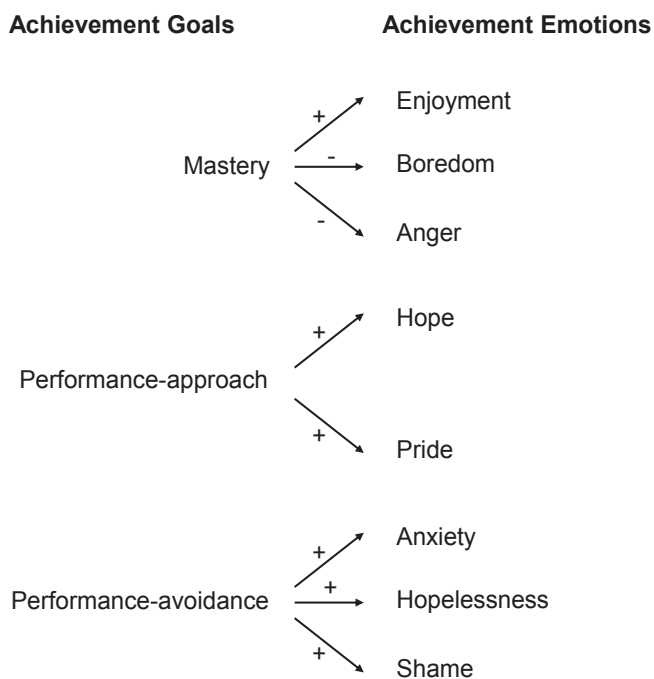 Achievement Goals
Achievement Emotions
+
Enjoyment
Mastery
-
Boredom
-
Anger
+
Hope
Performance-approach
+
Pride
+
Anxiety
Performance-avoidance
+
Hopelessness
+
Shame